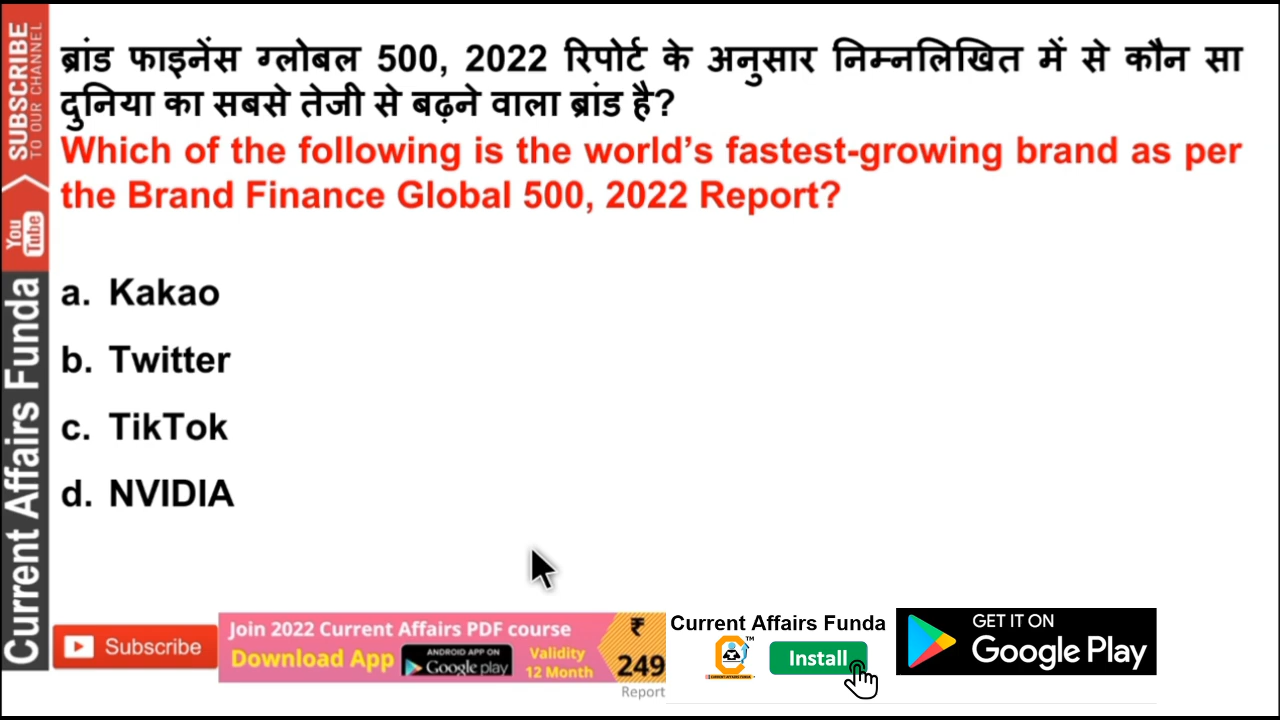 ब्रांड फाइनेंस ग्लोबल 500, 2022 रिपोर्ट के अनुसार निम्नलिखित में से कौन सा
दुनिया का सबसे तेजी से बढ़ने वाला ब्रांड है?
Which of the following is the world’s fastest-growing brand as per
the Brand Finance Global 500, 2022 Report?
a. Kakao
b. Twitter
c. TikTok
d. NVIDIA
SUBSCRIBE
TO OUR CHANNEL
You
Tube
Current Affairs Funda
Subscribe
Join 2022 Current Affairs PDF course
Download App
ANDROID APP ON
Google play
Validity
12 Month
₹
249
Report
Current Affairs Funda
TM
CURRENT AFFAIRS FUNDA
Install
GET IT ON
Google Play